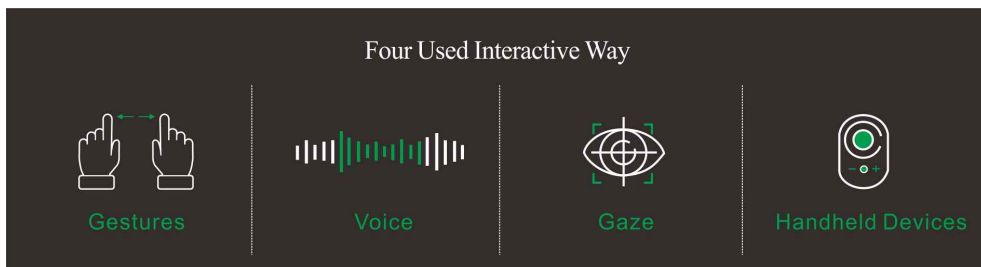 Four Used Interactive Way
Gestures
Voice
Gaze
Handheld Devices